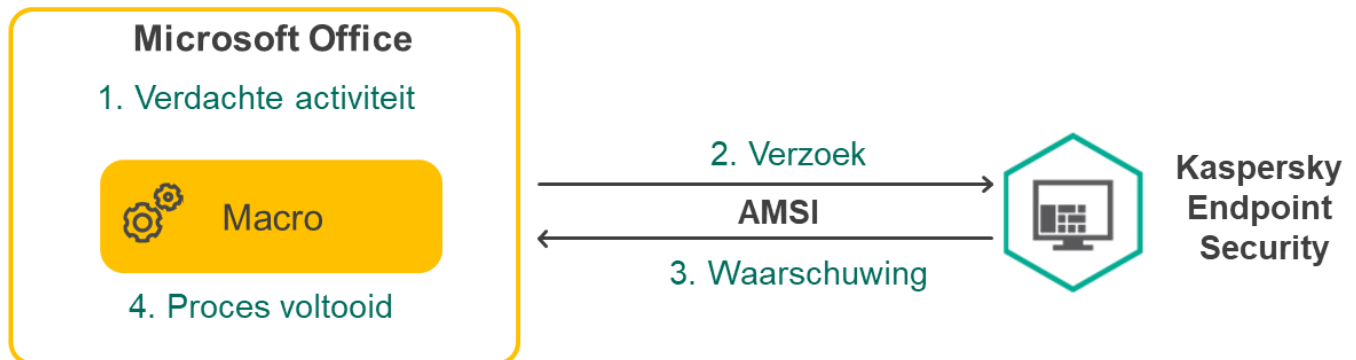 Microsoft Office
1. Verdachte activiteit
Macro
4. Proces voltooid
2. Verzoek
AMSI
3. Waarschuwing
Kaspersky
Endpoint
Security